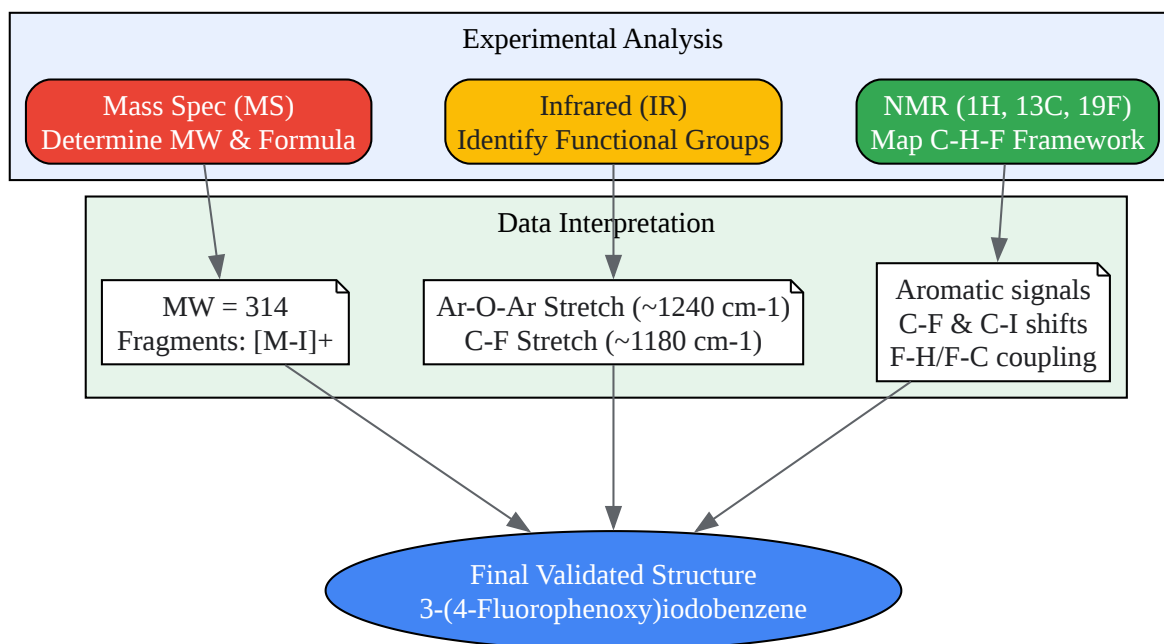 Experimental Analysis
Mass Spec (MS)
Determine MW & Formula
Infrared (IR)
Identify Functional Groups
NMR (1H, 13C, 19F)
Map C-H-F Framework
Data Interpretation
MW = 314
Fragments: [M-I]+
Ar-O-Ar Stretch (~1240 cm-1)
C-F Stretch (~1180 cm-1)
Aromatic signals
C-F & C-I shifts
F-H/F-C coupling
Final Validated Structure
3-(4-Fluorophenoxy)iodobenzene